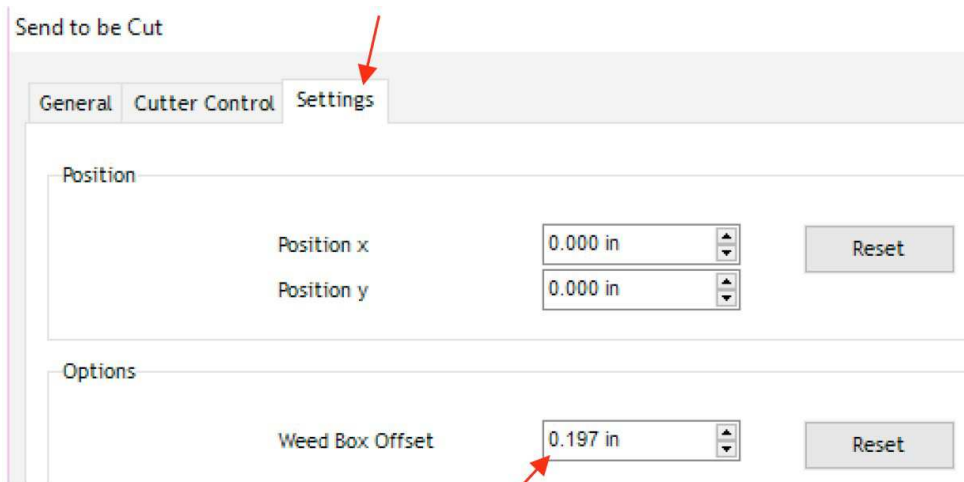 Send to be Cut
General Cutter Control Settings
Position
Position x 0.000 in Reset
Position y 0.000 in
Options
Weed Box Offset 0.197 in Reset